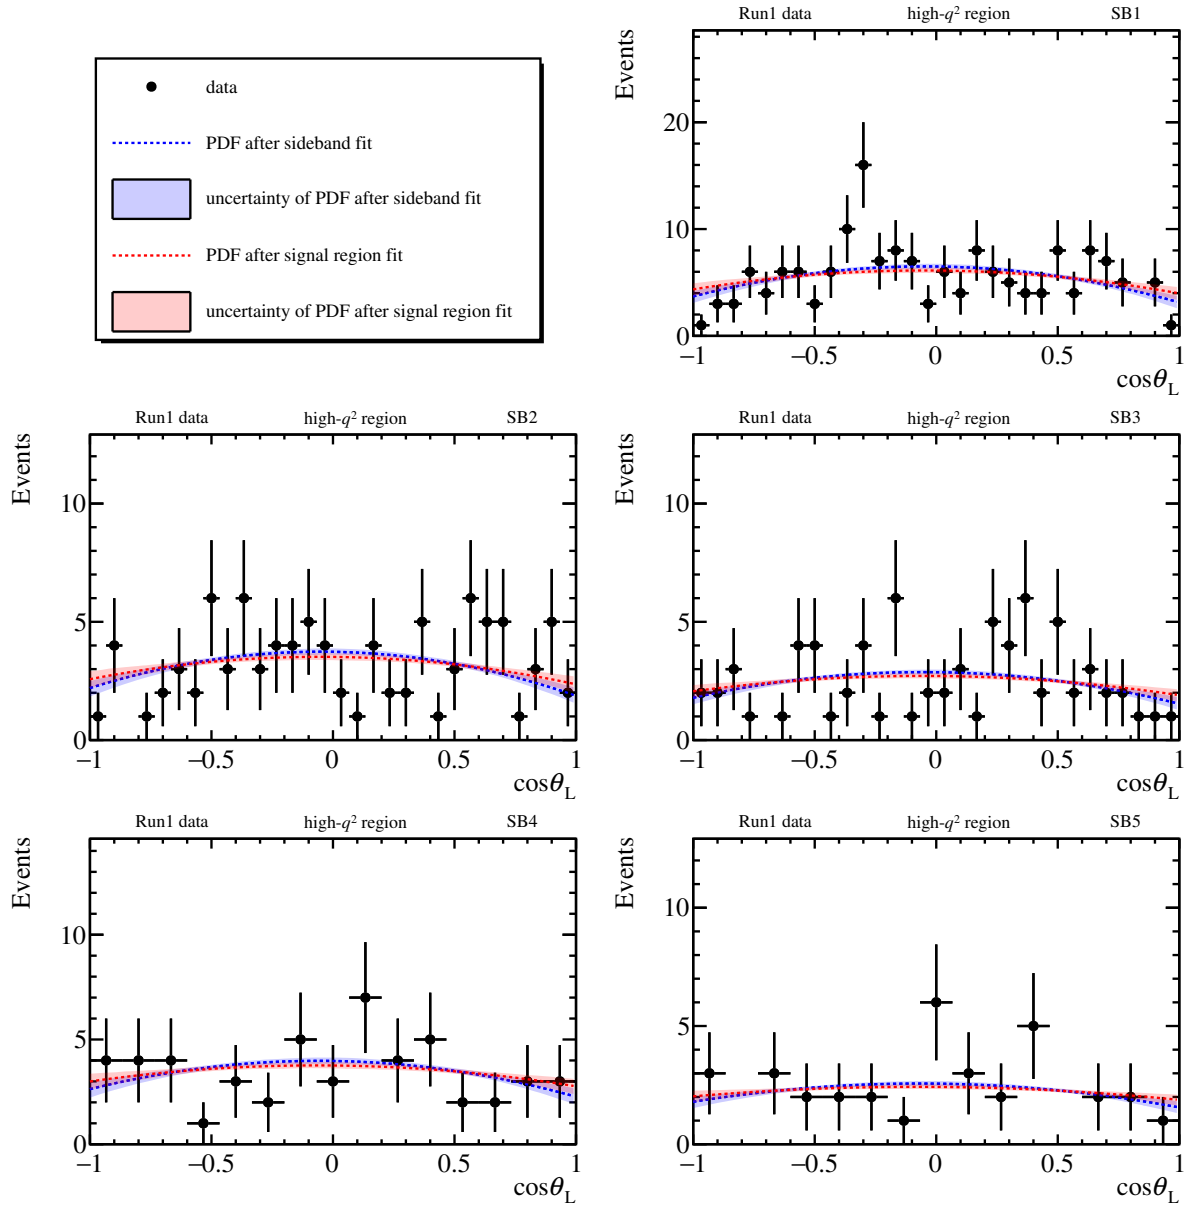 data
PDF after sideband fit
uncertainty of PDF after sideband fit
PDF after signal region fit
uncertainty of PDF after signal region fit
Run1 data high-q² region SB1
Events
20
10
0
−1 −0.5 0 0.5 1
cosθ_L
Run1 data high-q² region SB2
Events
10
5
0
−1 −0.5 0 0.5 1
cosθ_L
Run1 data high-q² region SB3
Events
10
5
0
−1 −0.5 0 0.5 1
cosθ_L
Run1 data high-q² region SB4
Events
10
5
0
−1 −0.5 0 0.5 1
cosθ_L
Run1 data high-q² region SB5
Events
10
5
0
−1 −0.5 0 0.5 1
cosθ_L